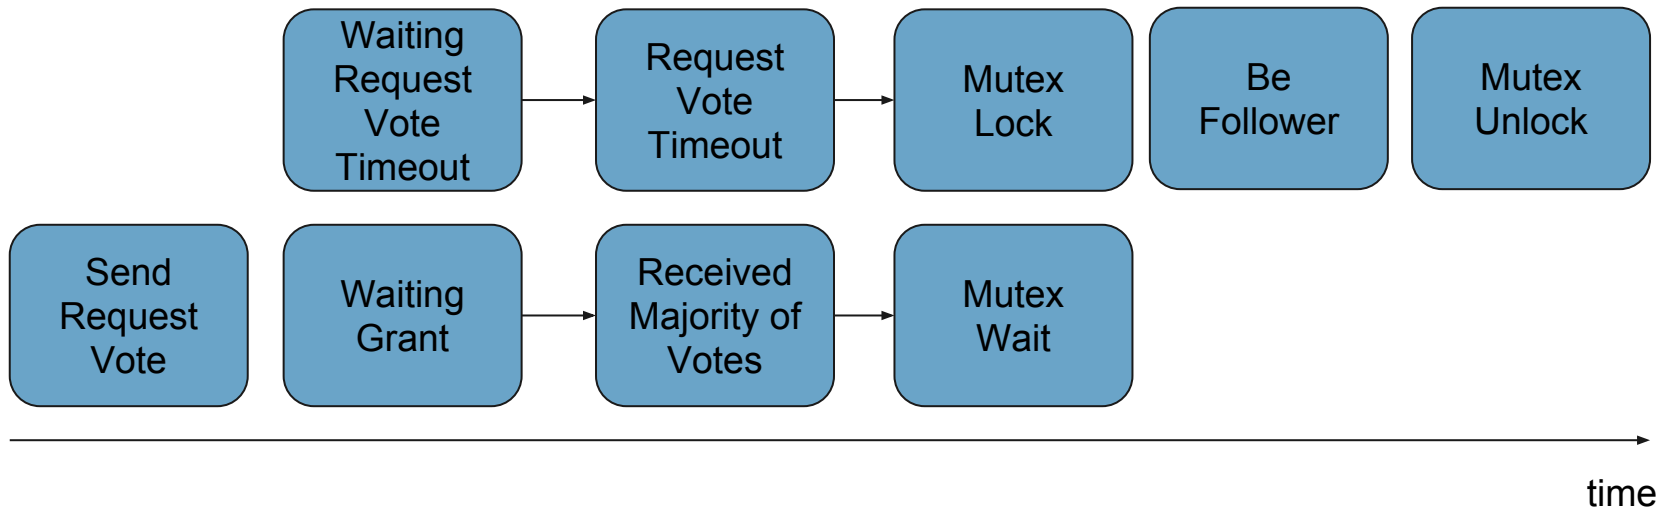 Waiting
Request
Vote
Timeout
Request
Vote
Timeout
Mutex
Lock
Be
Follower
Mutex
Unlock
Send
Request
Vote
Waiting
Grant
Received
Majority of
Votes
Mutex
Wait
time